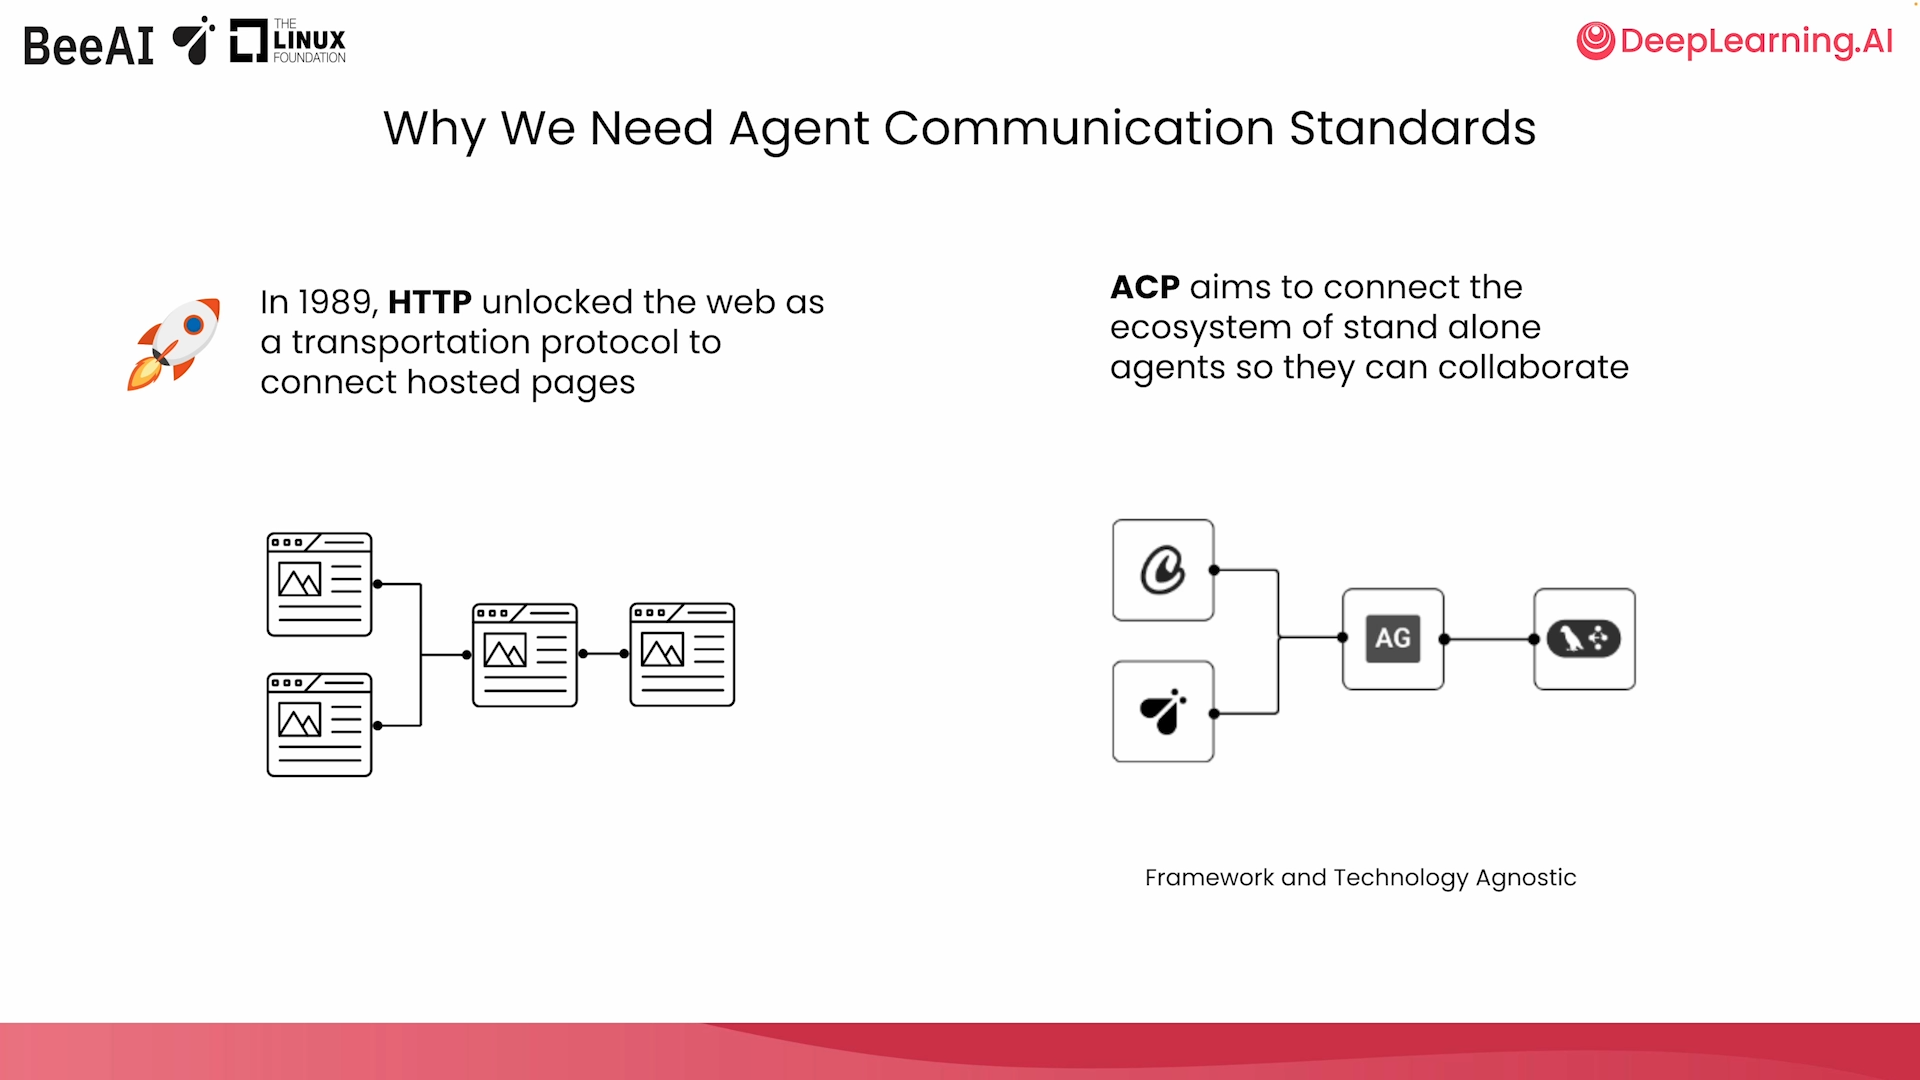 BeeAI
THE
LINUX
FOUNDATION
DeepLearning.AI
Why We Need Agent Communication Standards
In 1989, HTTP unlocked the web as
a transportation protocol to
connect hosted pages
ACP aims to connect the
ecosystem of stand alone
agents so they can collaborate
AG
Framework and Technology Agnostic